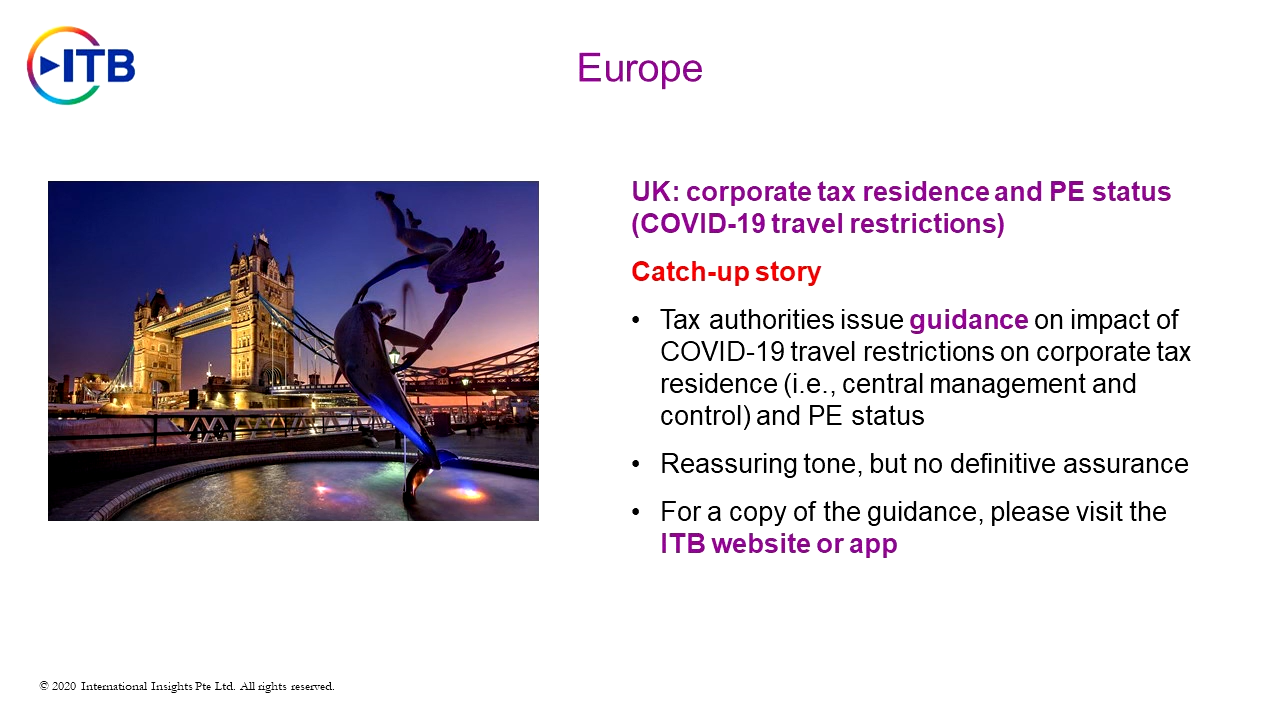 ITB
Europe
UK: corporate tax residence and PE status
(COVID-19 travel restrictions)
Catch-up story
• Tax authorities issue guidance on impact of
COVID-19 travel restrictions on corporate tax
residence (i.e., central management and
control) and PE status
• Reassuring tone, but no definitive assurance
• For a copy of the guidance, please visit the
ITB website or app
© 2020 International Insights Pte Ltd. All rights reserved.